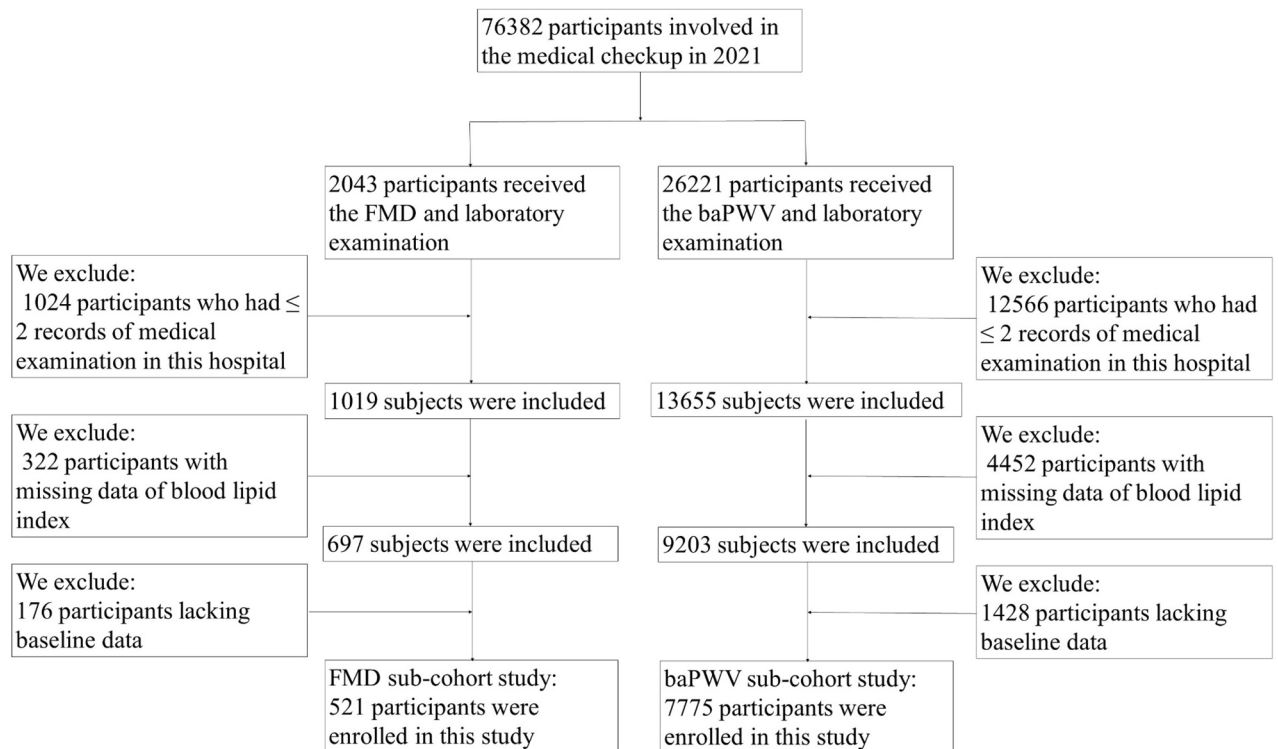 76382 participants involved in
the medical checkup in 2021
2043 participants received
the FMD and laboratory
examination
26221 participants received
the baPWV and laboratory
examination
We exclude:
1024 participants who had ≤
2 records of medical
examination in this hospital
We exclude:
12566 participants who had
≤ 2 records of medical
examination in this hospital
1019 subjects were included
13655 subjects were included
We exclude:
322 participants with
missing data of blood lipid
index
We exclude:
4452 participants with
missing data of blood lipid
index
697 subjects were included
9203 subjects were included
We exclude:
176 participants lacking
baseline data
We exclude:
1428 participants lacking
baseline data
FMD sub-cohort study:
521 participants were
enrolled in this study
baPWV sub-cohort study:
7775 participants were
enrolled in this study